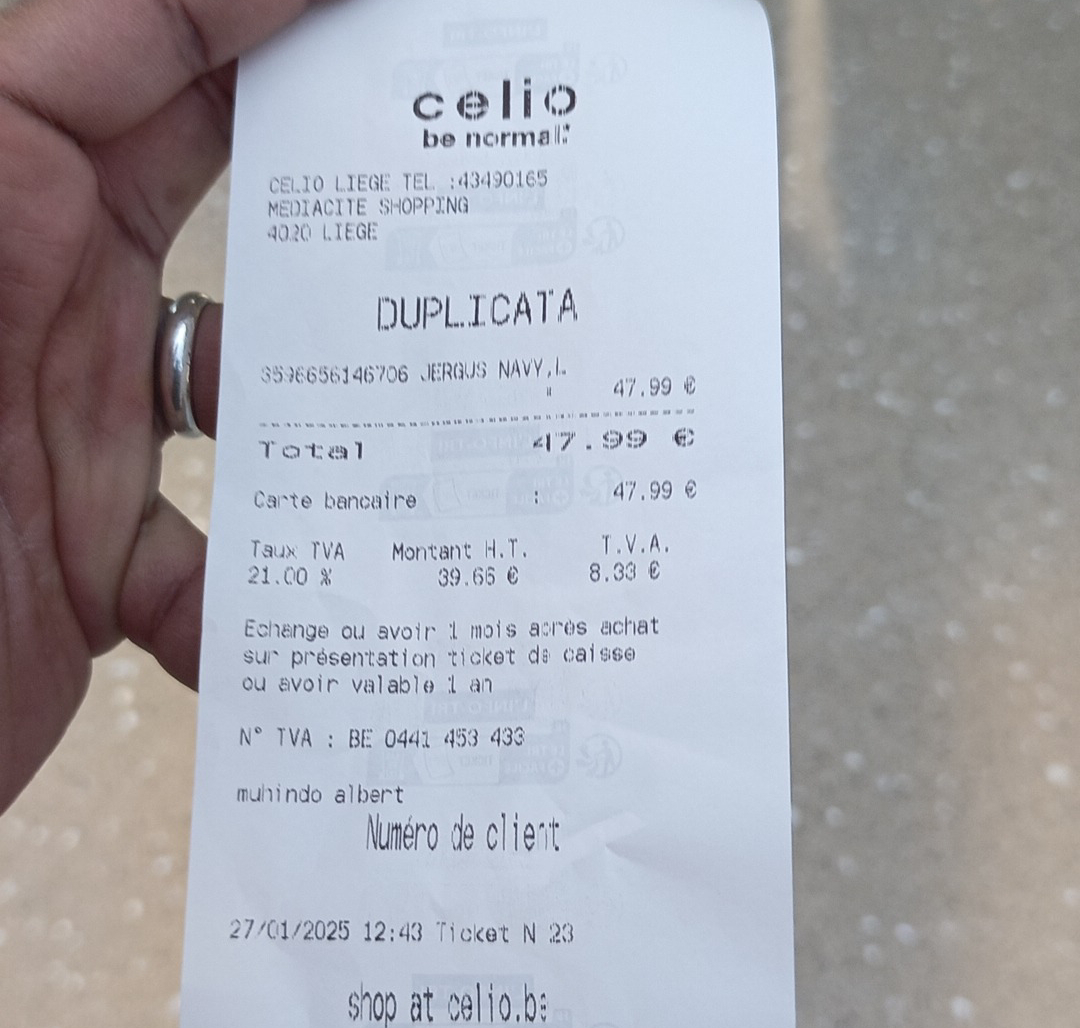 celio
be normal:
CELIO LIEGE TEL :43490165
MEDIACITE SHOPPING
4020 LIEGE
DUPLICATA
3596656146706 JERGUS NAVY,L
" 47.99 €
Total 47.99 €
Carte bancaire : 47.99 €
Taux TVA Montant H.T. T.V.A.
21.00 % 39.66 € 8.33 €
Echange ou avoir 1 mois après achat
sur présentation ticket de caisse
ou avoir valable 1 an
N° TVA : BE 0441 453 433
muhindo albert
Numéro de client
27/01/2025 12:43 Ticket N 23
shop at celio.be